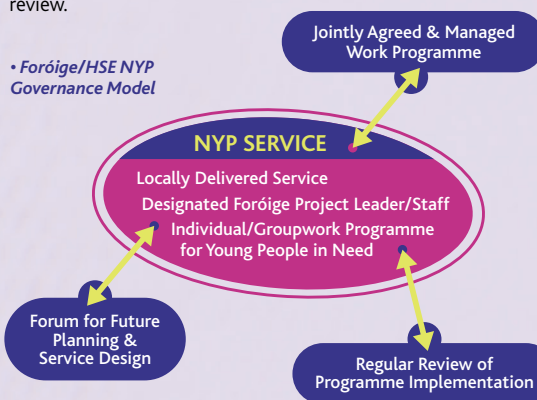 review.
• Foróige/HSE NYP
Governance Model
Jointly Agreed & Managed
Work Programme
NYP SERVICE
Locally Delivered Service
Designated Foróige Project Leader/Staff
Individual/Groupwork Programme
for Young People in Need
Forum for Future
Planning &
Service Design
Regular Review of
Programme Implementation